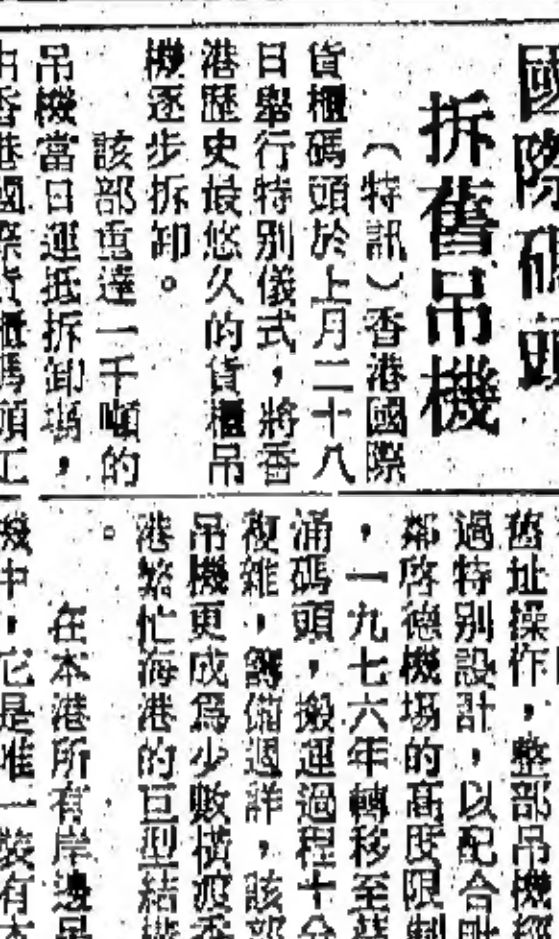 國際碼頭
拆舊吊機
（特訊）香港國際
貨櫃碼頭於上月二十八
日舉行特別儀式，將香
港歷史最悠久的貨櫃吊
機逐步拆卸。
該部重達一千噸的
吊機當日運抵拆卸場，
由香港國際貨櫃碼頭工
舊址操作，整部吊機經
過特別設計，以配合毗
鄰啓德機場的高度限制
，一九七六年轉移至葵
涌碼頭，搬運過程十分
複雜，籌備週詳，該部
吊機更成爲少數橫渡香
港繁忙海港的巨型結構
。
在本港所有岸邊吊
機中，它是唯一裝有本